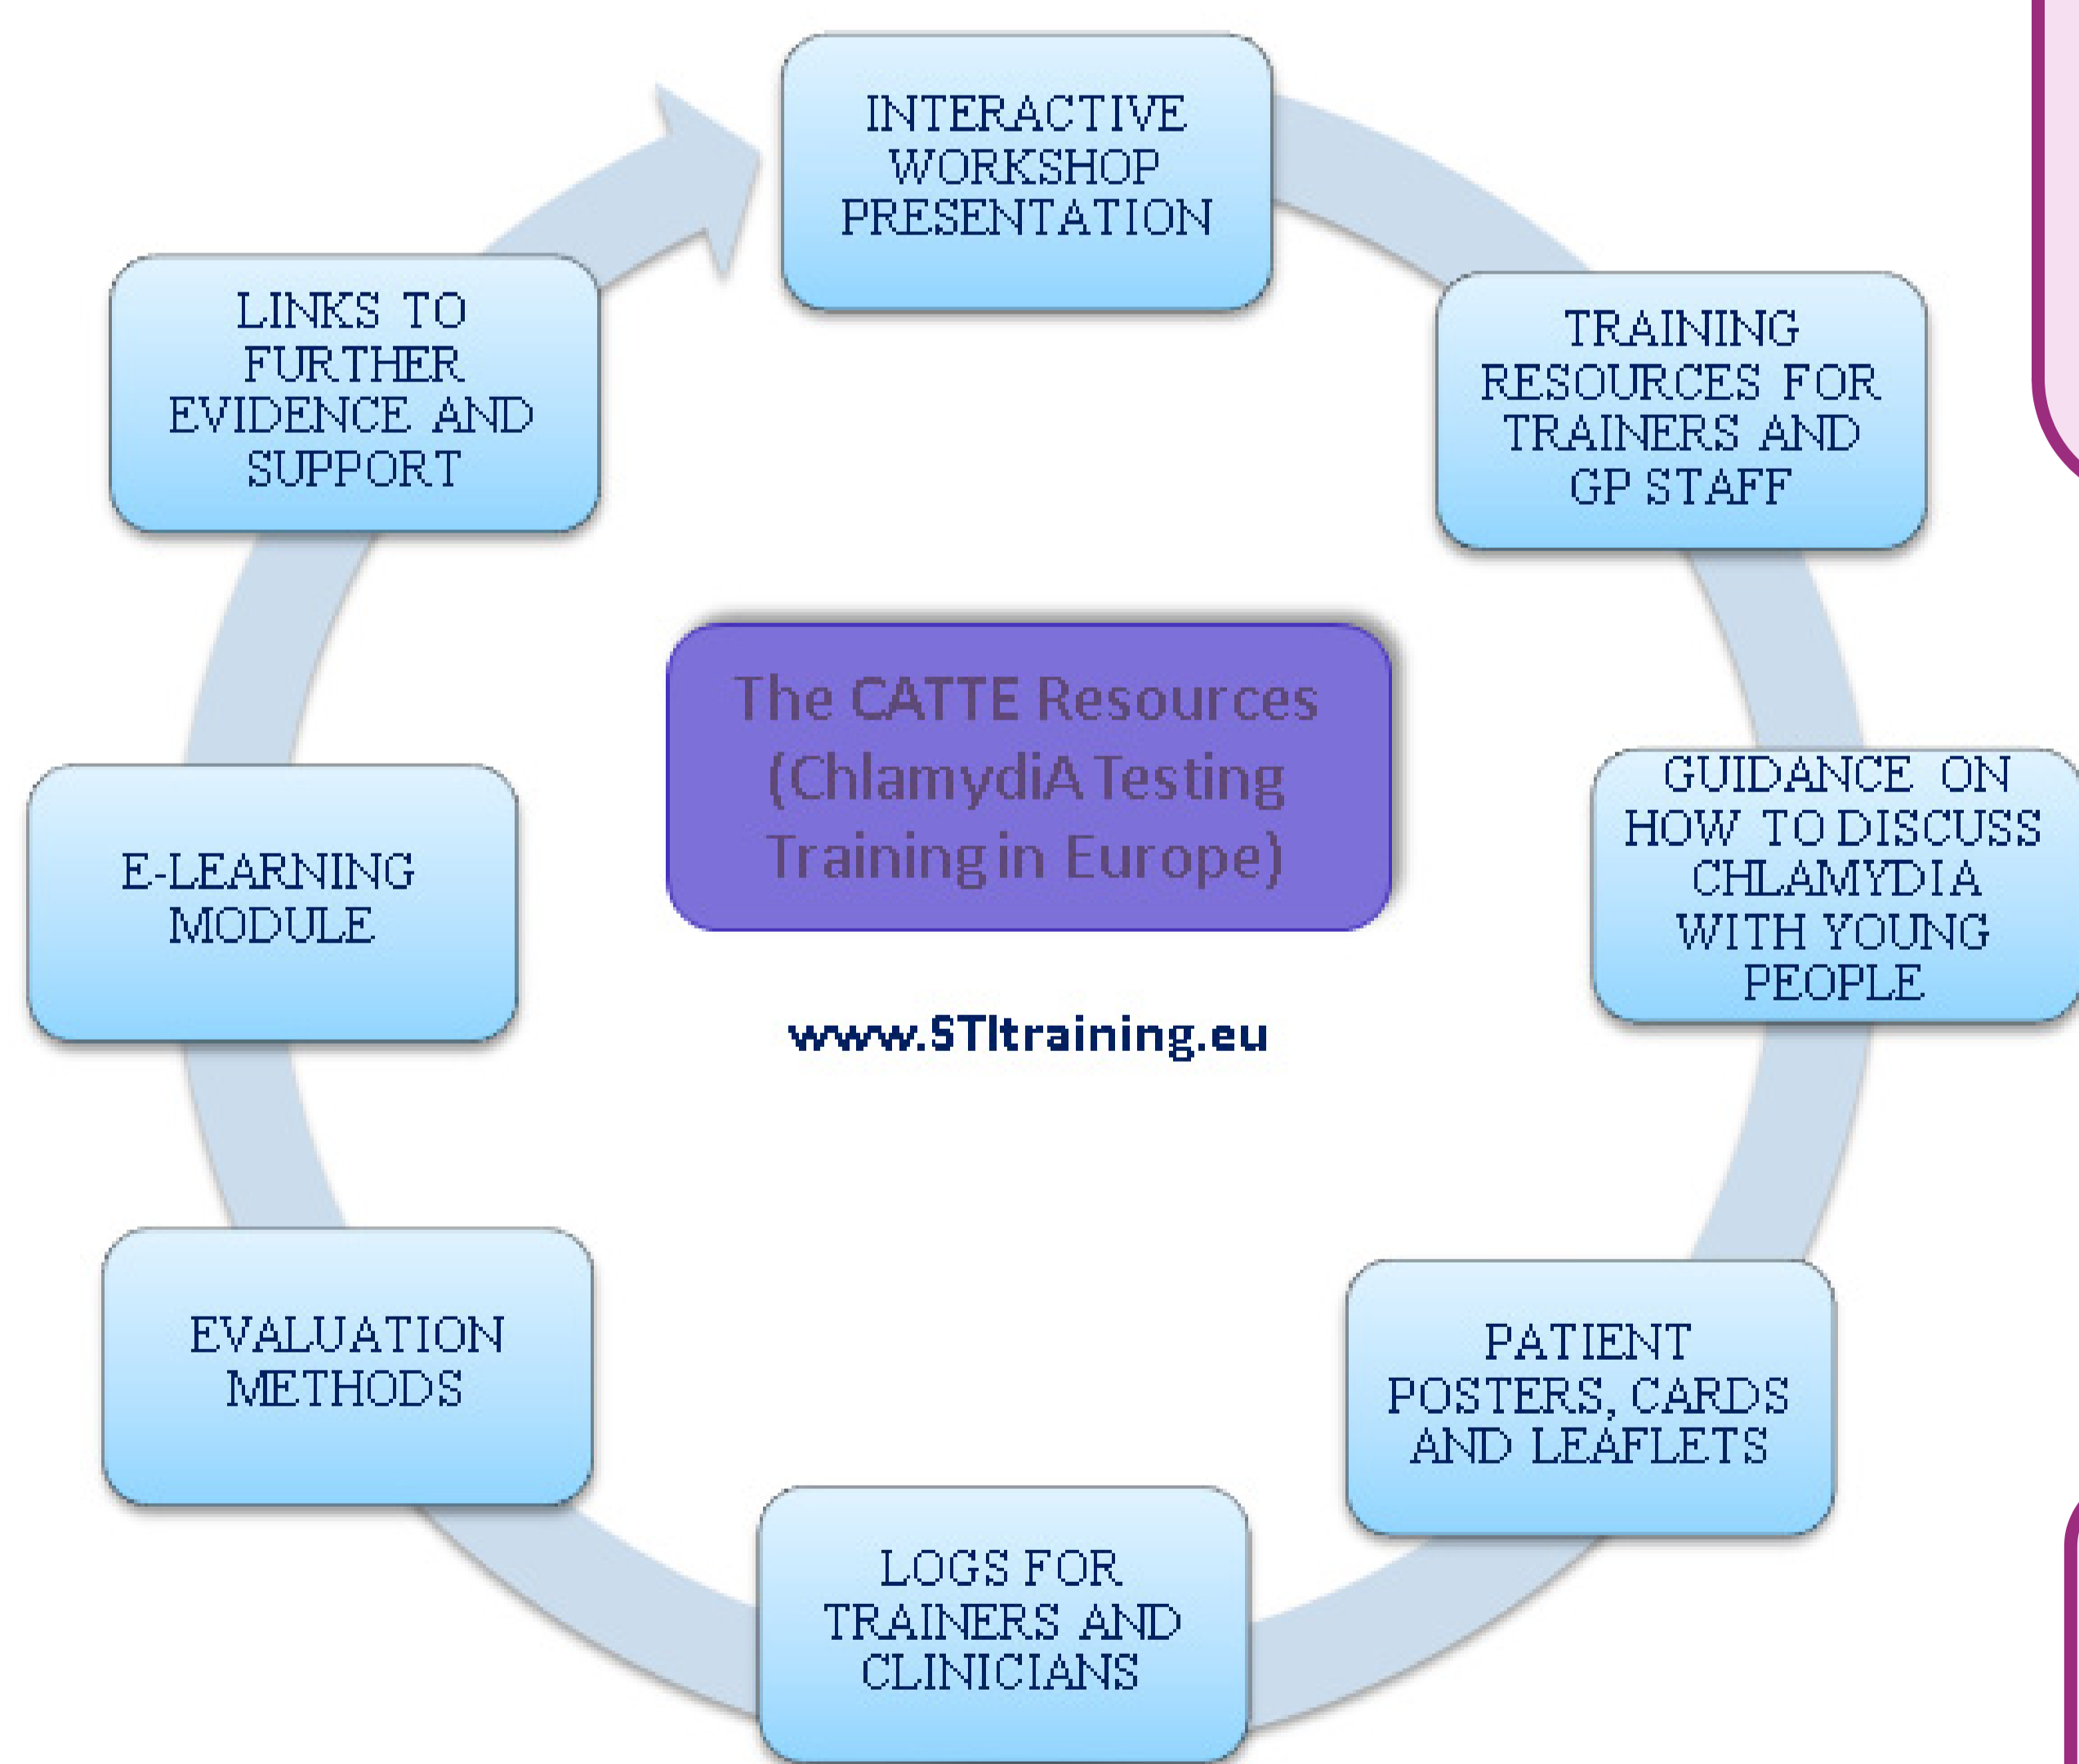 INTERACTIVE
WORKSHOP
PRESENTATION
TRAINING
RESOURCES FOR
TRAINERS AND
GP STAFF
GUIDANCE ON
HOW TO DISCUSS
CHLAMYDIA
WITH YOUNG
PEOPLE
PATIENT
POSTERS, CARDS
AND LEAFLETS
LOGS FOR
TRAINERS AND
CLINICIANS
EVALUATION
METHODS
E-LEARNING
MODULE
LINKS TO
FURTHER
EVIDENCE AND
SUPPORT
The CATTE Resources
(ChlamydiA Testing
Training in Europe)
www.STItraining.eu